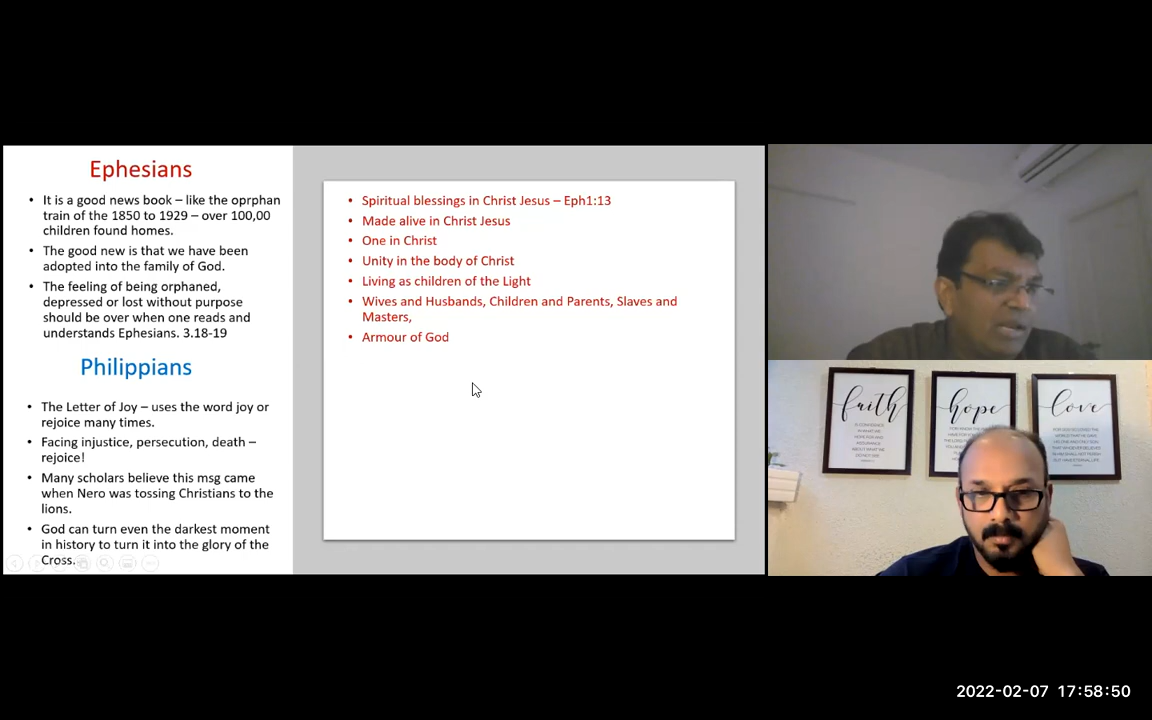 Ephesians
• It is a good news book – like the oprphan
train of the 1850 to 1929 – over 100,00
children found homes.
• The good new is that we have been
adopted into the family of God.
• The feeling of being orphaned,
depressed or lost without purpose
should be over when one reads and
understands Ephesians. 3.18-19
Philippians
• The Letter of Joy – uses the word joy or
rejoice many times.
• Facing injustice, persecution, death –
rejoice!
• Many scholars believe this msg came
when Nero was tossing Christians to the
lions.
• God can turn even the darkest moment
in history to turn it into the glory of the
Cross.
• Spiritual blessings in Christ Jesus – Eph1:13
• Made alive in Christ Jesus
• One in Christ
• Unity in the body of Christ
• Living as children of the Light
• Wives and Husbands, Children and Parents, Slaves and
Masters,
• Armour of God
faith
hope
love
2022-02-07 17:58:50